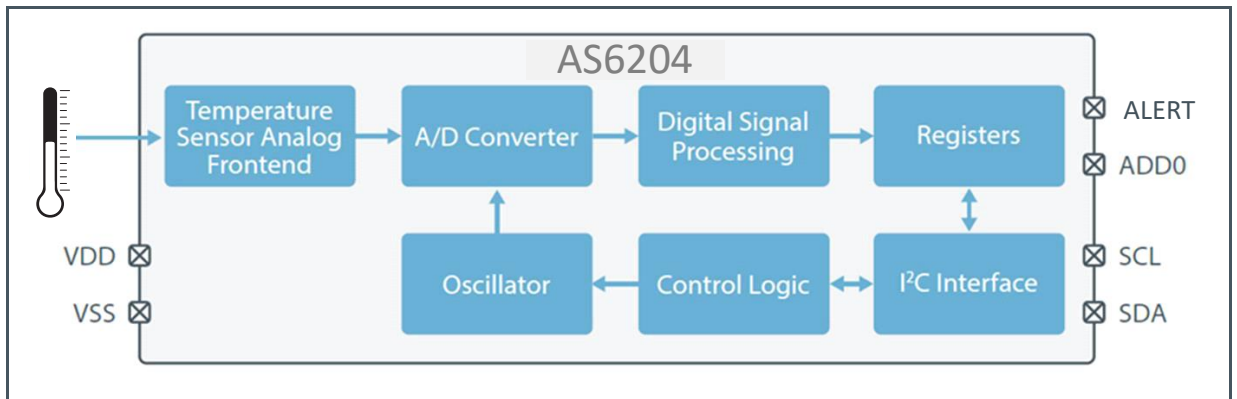 AS6204
Temperature
Sensor Analog
Frontend
A/D Converter
Digital Signal
Processing
Registers
ALERT
ADD0
VDD
VSS
Oscillator
Control Logic
I²C Interface
SCL
SDA